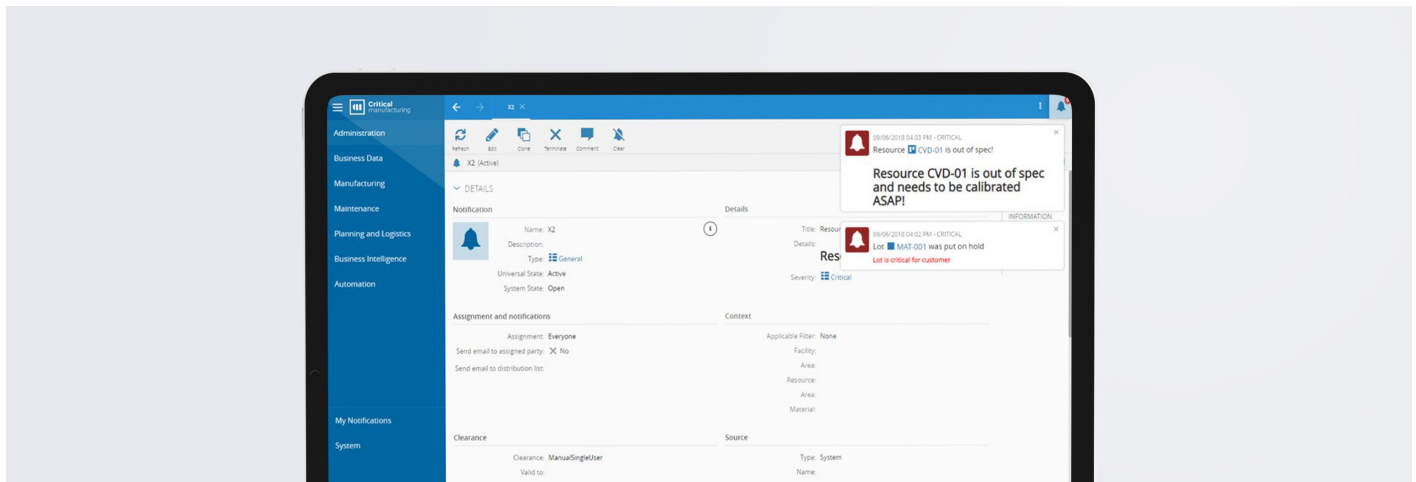 Critical
manufacturing
X2
Administration
Business Data
Manufacturing
Maintenance
Planning and Logistics
Business Intelligence
Automation
My Notifications
System
Refresh Edit Clone Terminate Comment Clear
X2 (Active)
DETAILS
Notification
Name: X2
Description:
Type: General
Universal State: Active
System State: Open
Details
Title: Resour
Details:
Res
Severity: Critical
Assignment and notifications
Assignment: Everyone
Send email to assigned party: No
Send email to distribution list:
Context
Applicable Filter: None
Facility:
Area:
Resource:
Area:
Material:
Clearance
Clearance: ManualSingleUser
Valid to:
Source
Type: System
Name:
09/06/2018 04:03 PM - CRITICAL
Resource CVD-01 is out of spec!
Resource CVD-01 is out of spec
and needs to be calibrated
ASAP!
INFORMATION
09/06/2018 04:02 PM - CRITICAL
Lot MAT-001 was put on hold
Lot is critical for customer